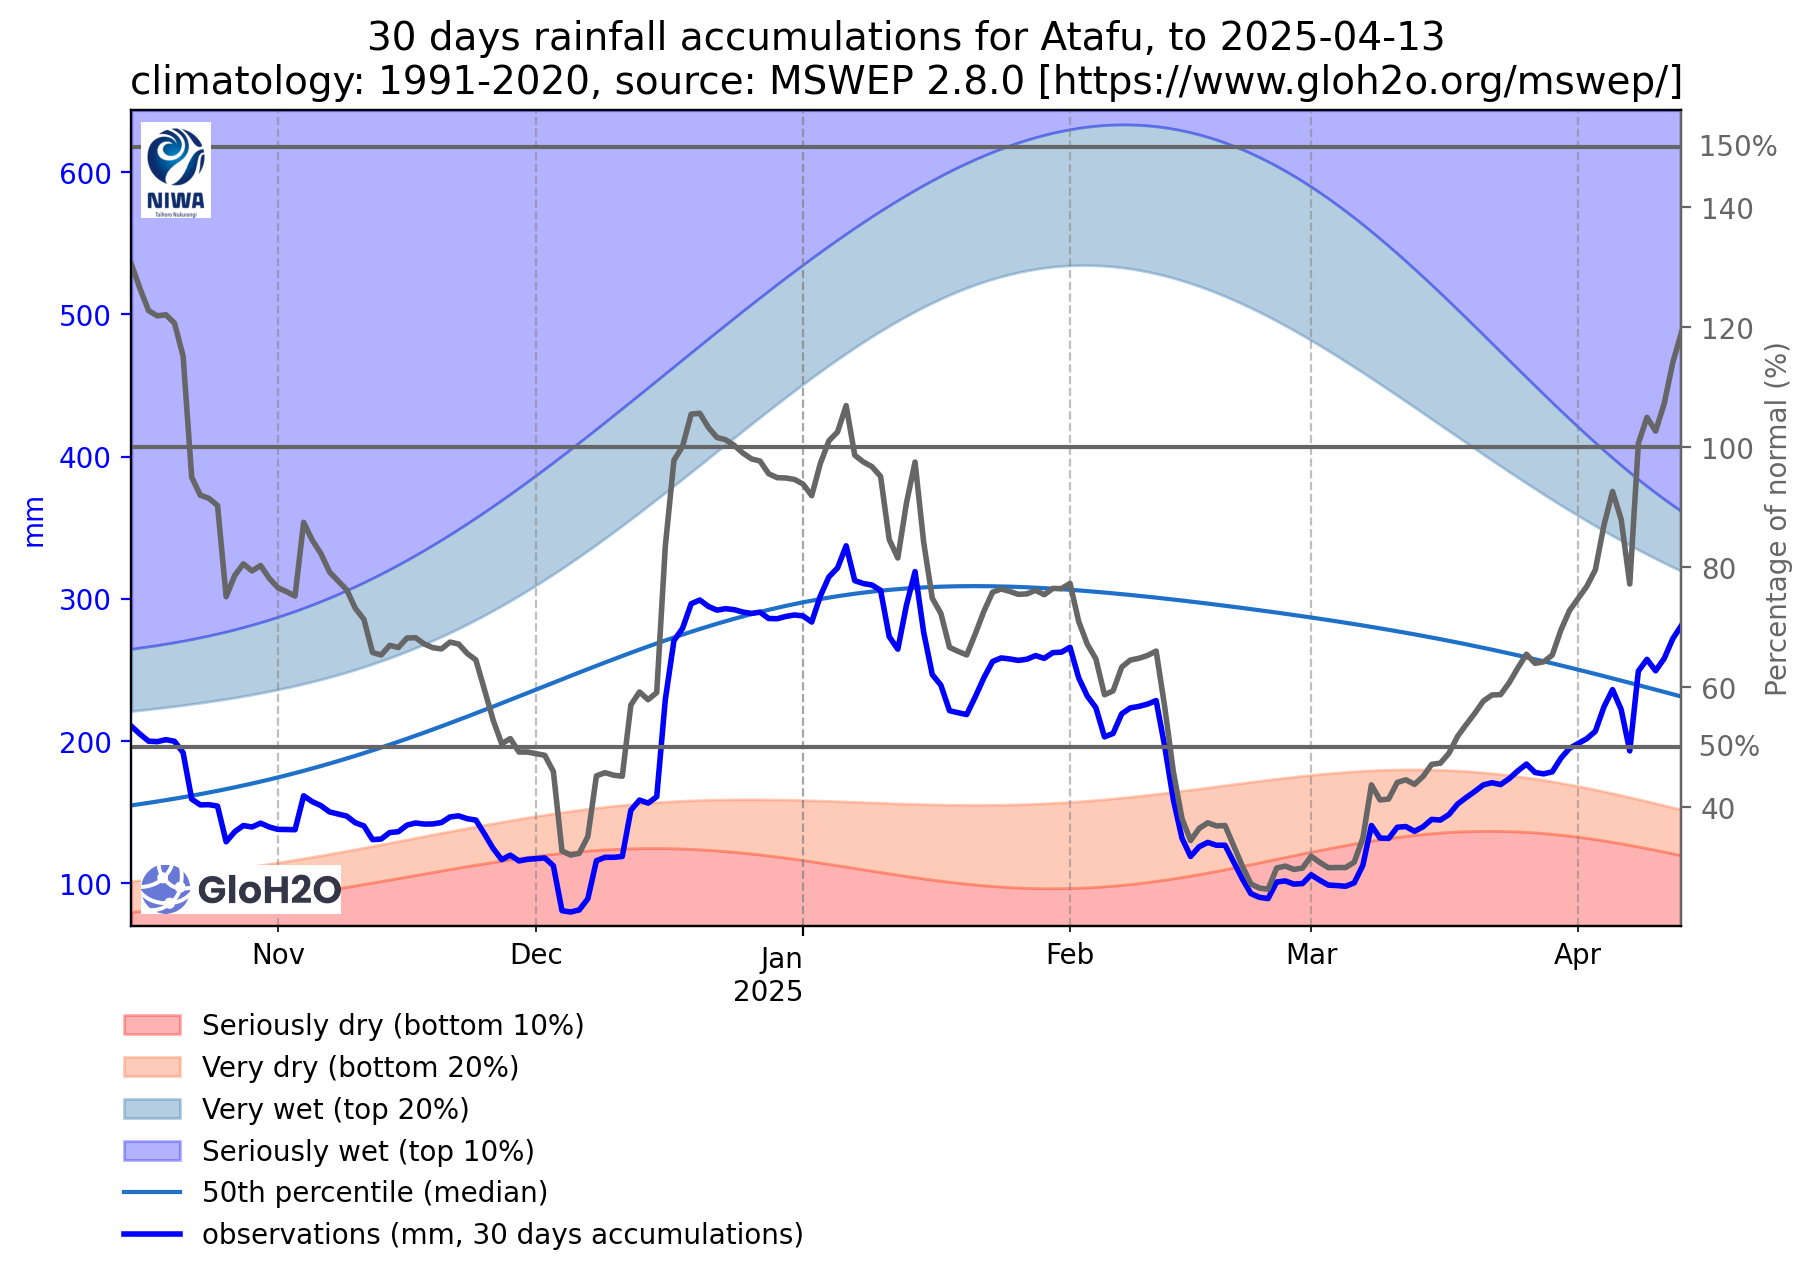 30 days rainfall accumulations for Atafu, to 2025-04-13
climatology: 1991-2020, source: MSWEP 2.8.0 [https://www.gloh2o.org/mswep/]
NIWA
Taihoro Nukurangi
600
500
400
300
200
100
mm
150%
140
120
100
80
60
50%
40
Percentage of normal (%)
GloH2O
Nov
Dec
Jan
2025
Feb
Mar
Apr
Seriously dry (bottom 10%)
Very dry (bottom 20%)
Very wet (top 20%)
Seriously wet (top 10%)
50th percentile (median)
observations (mm, 30 days accumulations)